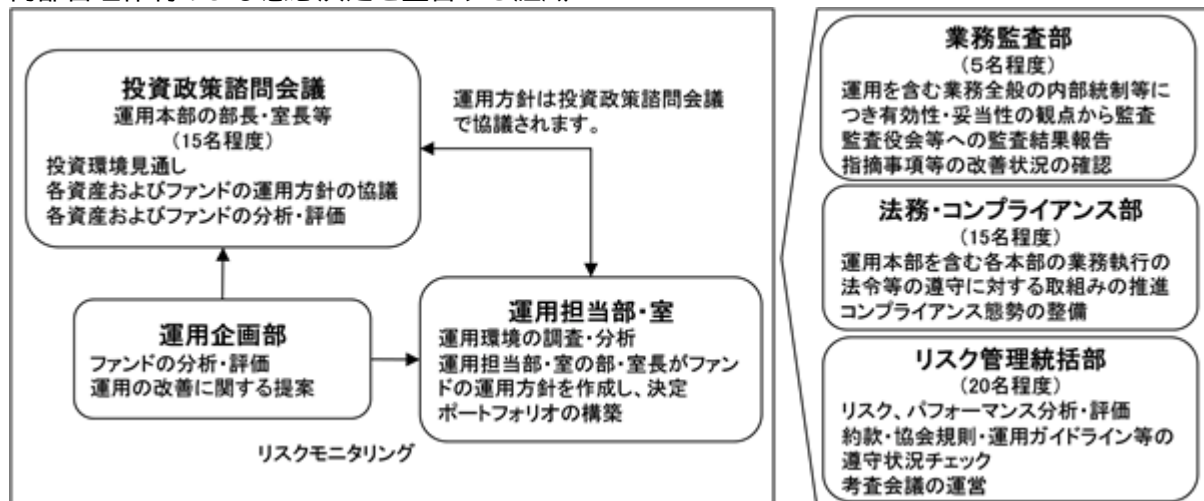 投資政策諮問会議
運用本部の部長・室長等
(15名程度)
投資環境見通し
各資産およびファンドの運用方針の協議
各資産およびファンドの分析・評価
運用方針は投資政策諮問会議
で協議されます。
運用企画部
ファンドの分析・評価
運用の改善に関する提案
運用担当部・室
運用環境の調査・分析
運用担当部・室の部・室長がファン
ドの運用方針を作成し、決定
ポートフォリオの構築
リスクモニタリング
業務監査部
(5名程度)
運用を含む業務全般の内部統制等に
つき有効性・妥当性の観点から監査
監査役会等への監査結果報告
指摘事項等の改善状況の確認
法務・コンプライアンス部
(15名程度)
運用本部を含む各本部の業務執行の
法令等の遵守に対する取組みの推進
コンプライアンス態勢の整備
リスク管理統括部
(20名程度)
リスク、パフォーマンス分析・評価
約款・協会規則・運用ガイドライン等の
遵守状況チェック
考査会議の運営